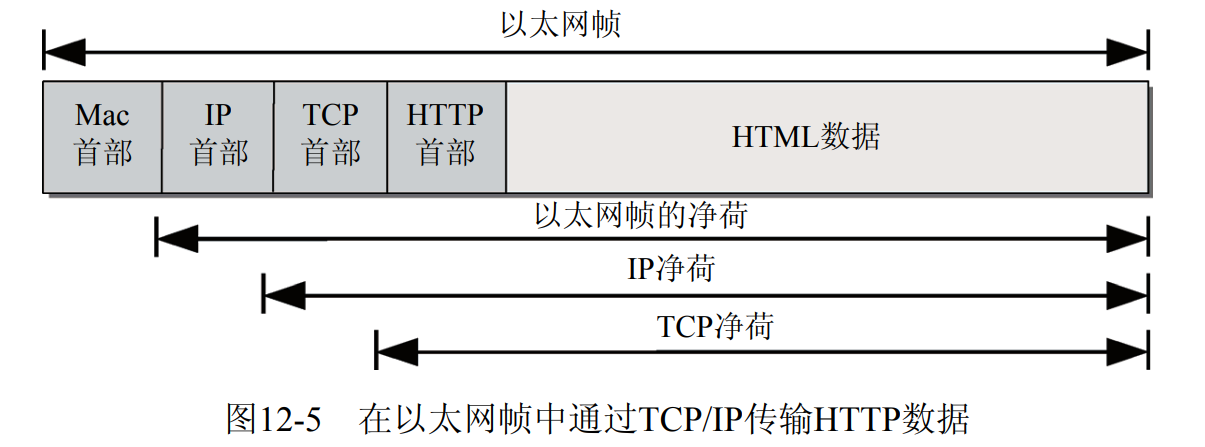 以太网帧
Mac
首部
IP
首部
TCP
首部
HTTP
首部
HTML数据
以太网帧的净荷
IP净荷
TCP净荷
图12-5 在以太网帧中通过TCP/IP传输HTTP数据